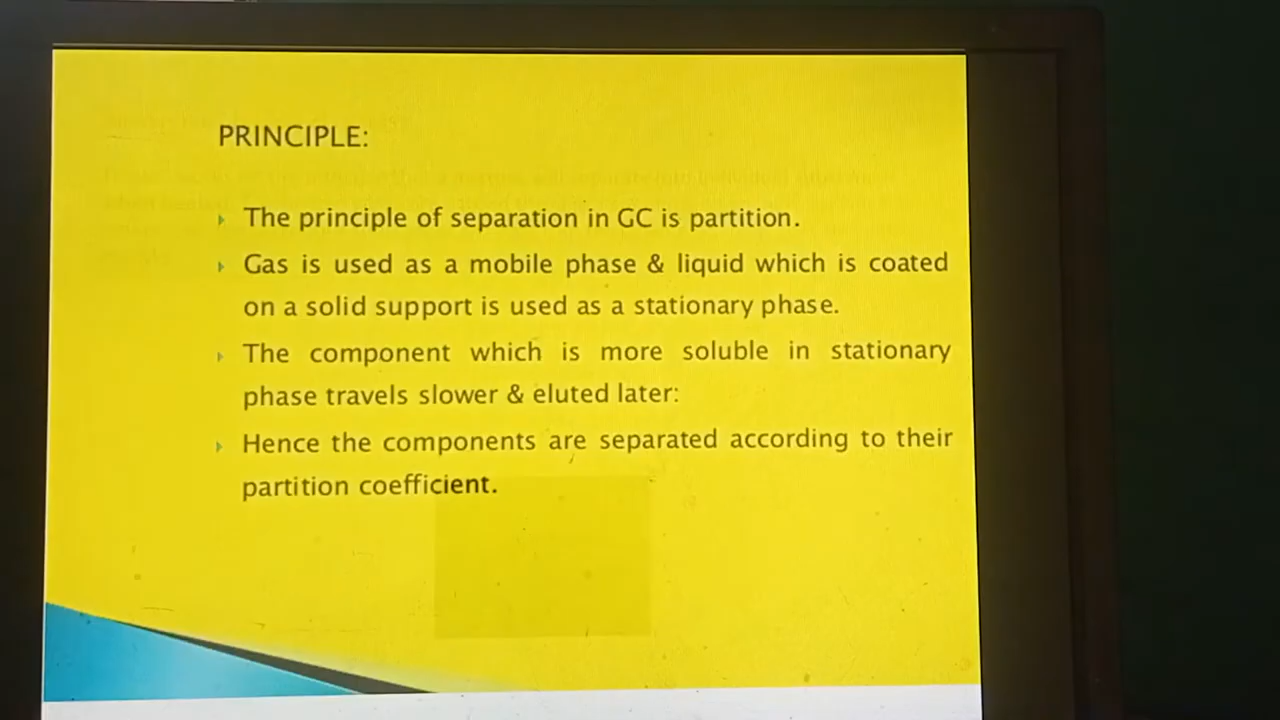 PRINCIPLE:
The principle of separation in GC is partition.
Gas is used as a mobile phase & liquid which is coated
on a solid support is used as a stationary phase.
The component which is more soluble in stationary
phase travels slower & eluted later:
Hence the components are separated according to their
partition coefficient.